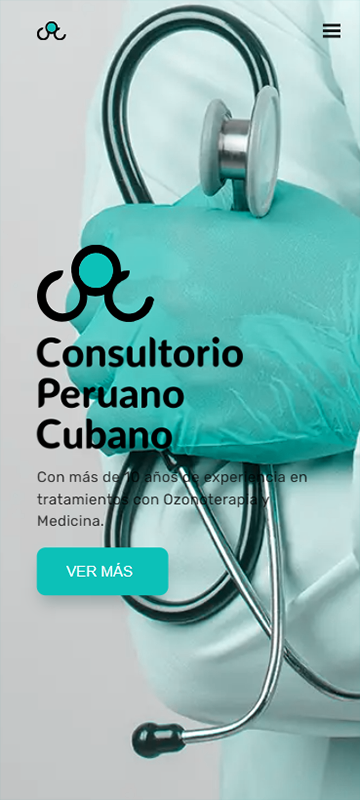 Consultorio
Peruano
Cubano
Con más de 10 años de experiencia en
tratamientos con Ozonoterapia y
Medicina.
VER MÁS